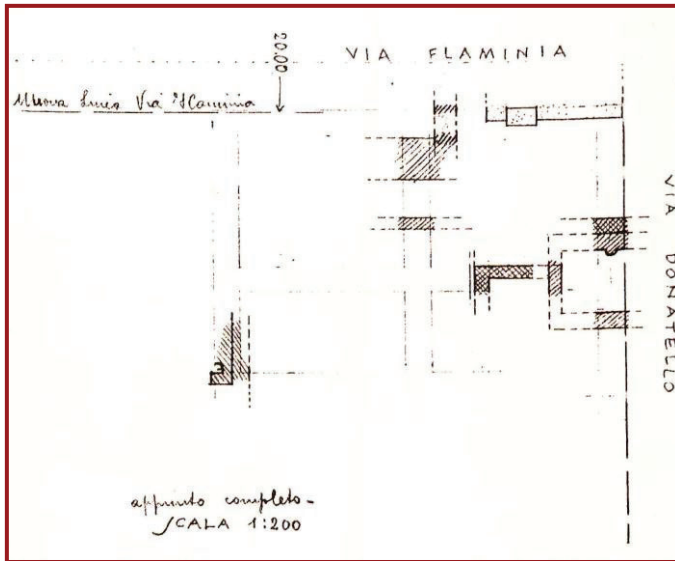 VIA FLAMINIA
20.00
Nuova Linea Via Flaminia
VIA DONATELLO
appunto completo -
SCALA 1:200